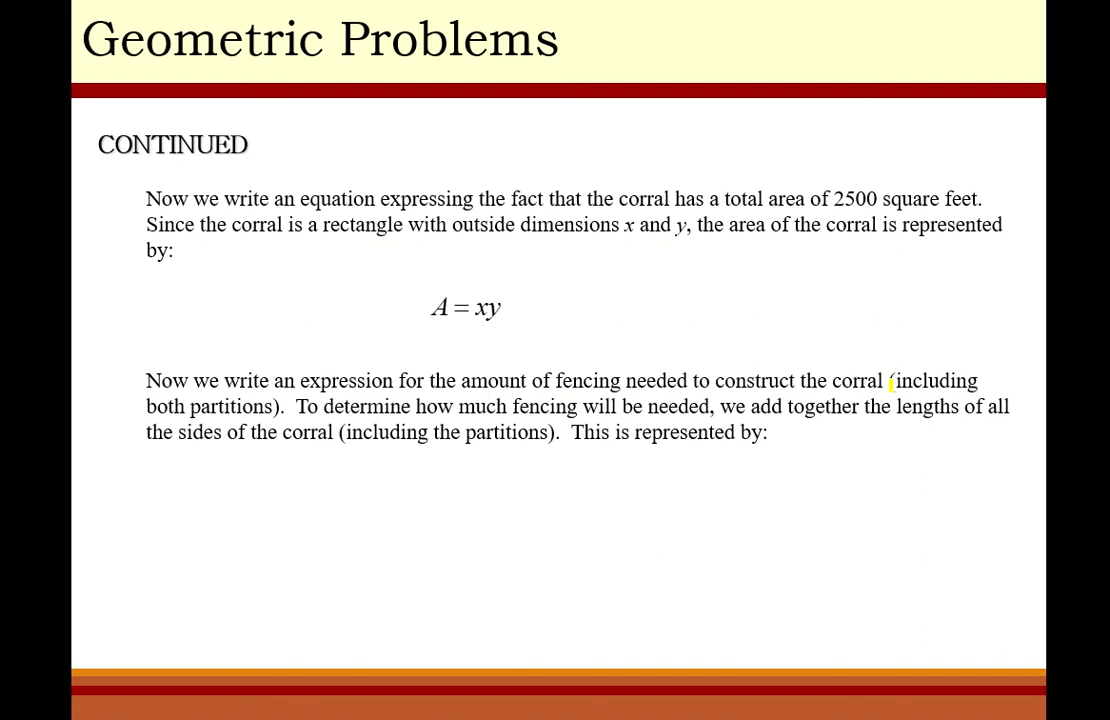 Geometric Problems
CONTINUED
Now we write an equation expressing the fact that the corral has a total area of 2500 square feet.
Since the corral is a rectangle with outside dimensions x and y, the area of the corral is represented
by:
A = xy
Now we write an expression for the amount of fencing needed to construct the corral (including
both partitions).  To determine how much fencing will be needed, we add together the lengths of all
the sides of the corral (including the partitions).  This is represented by: